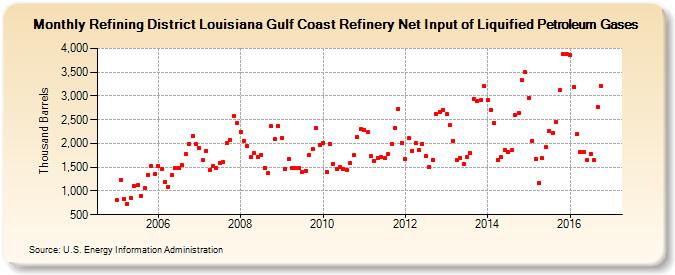 Monthly Refining District Louisiana Gulf Coast Refinery Net Input of Liquified Petroleum Gases
Thousand Barrels
4,000
3,500
3,000
2,500
2,000
1,500
1,000
500
2006 2008 2010 2012 2014 2016
Source: U.S. Energy Information Administration